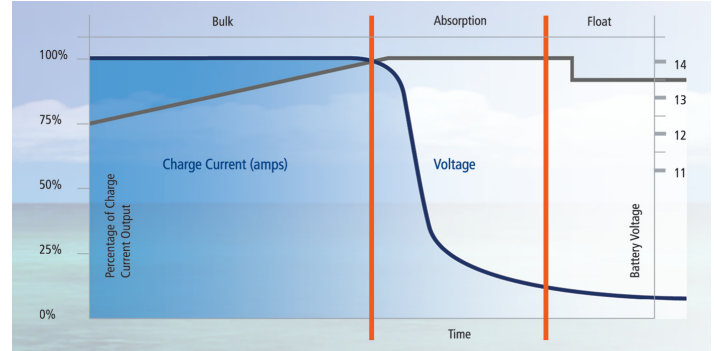 Bulk
Absorption
Float
100%
75%
50%
25%
0%
Percentage of Charge
Current Output
Charge Current (amps)
Voltage
14
13
12
11
Battery Voltage
Time